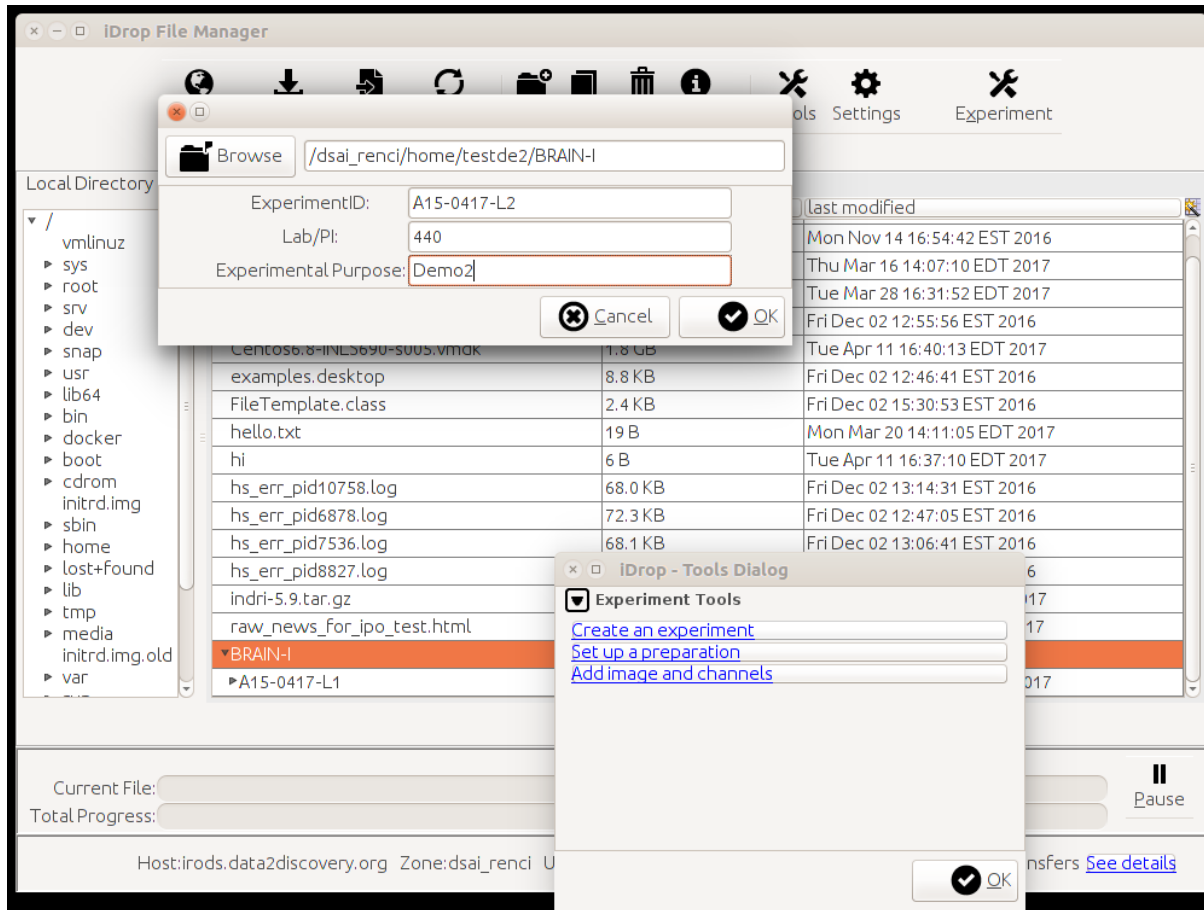 iDrop File Manager
ols Settings Experiment
Browse /dsai_renci/home/testde2/BRAIN-I
ExperimentID: A15-0417-L2
Lab/PI: 440
Experimental Purpose: Demo2
Cancel OK
Local Directory
/
vmlinuz
sys
root
srv
dev
snap
usr
lib64
bin
docker
boot
cdrom
initrd.img
sbin
home
lost+found
lib
tmp
media
initrd.img.old
var
last modified
Mon Nov 14 16:54:42 EST 2016
Thu Mar 16 14:07:10 EDT 2017
Tue Mar 28 16:31:52 EDT 2017
Fri Dec 02 12:55:56 EST 2016
Centos6.8-INLS690-s005.vmdk 1.8 GB Tue Apr 11 16:40:13 EDT 2017
examples.desktop 8.8 KB Fri Dec 02 12:46:41 EST 2016
FileTemplate.class 2.4 KB Fri Dec 02 15:30:53 EST 2016
hello.txt 19 B Mon Mar 20 14:11:05 EDT 2017
hi 6 B Tue Apr 11 16:37:10 EDT 2017
hs_err_pid10758.log 68.0 KB Fri Dec 02 13:14:31 EST 2016
hs_err_pid6878.log 72.3 KB Fri Dec 02 12:47:05 EST 2016
hs_err_pid7536.log 68.1 KB Fri Dec 02 13:06:41 EST 2016
hs_err_pid8827.log 6
indri-5.9.tar.gz 17
raw_news_for_ipo_test.html 17
BRAIN-I
A15-0417-L1 017
iDrop - Tools Dialog
Experiment Tools
Create an experiment
Set up a preparation
Add image and channels
OK
Current File:
Total Progress:
Pause
Host:irods.data2discovery.org Zone:dsai_renci U nsfers See details